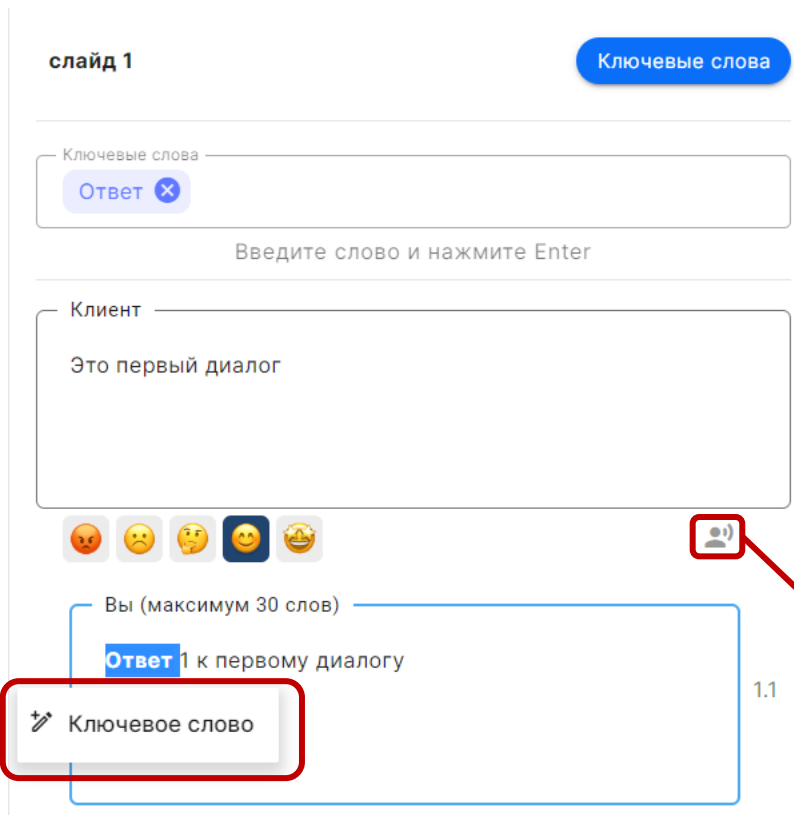 слайд 1
Ключевые слова
Ключевые слова
Ответ
Введите слово и нажмите Enter
Клиент
Это первый диалог
Вы (максимум 30 слов)
Ответ 1 к первому диалогу
1.1
Ключевое слово